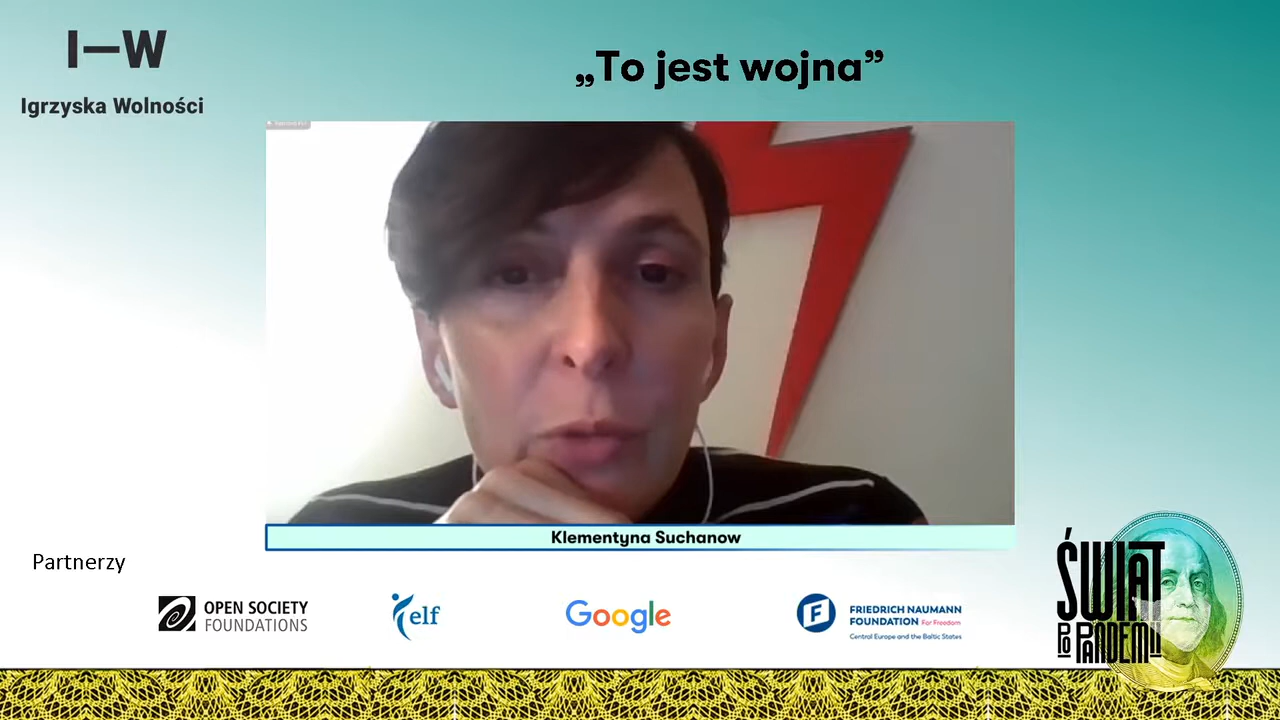 I—W
Igrzyska Wolności
„To jest wojna”
Klementyna Suchanow
Partnerzy
OPEN SOCIETY
FOUNDATIONS
elf
Google
F
FRIEDRICH NAUMANN
FOUNDATION For Freedom
Central Europe and the Baltic States
ŚWIAT
PO PANDEMII